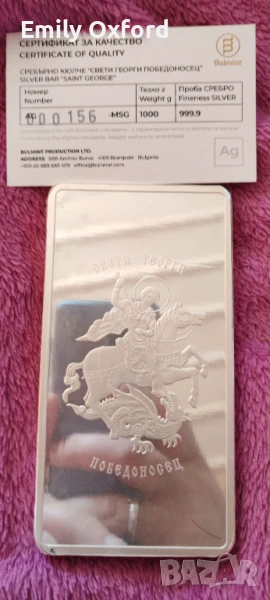 Emily Oxford
СЕРТИФИКАТ ЗА КАЧЕСТВО
CERTIFICATE OF QUALITY
Bulmint
СРЕБЪРНО КЮЛЧЕ "СВЕТИ ГЕОРГИ ПОБЕДОНОСЕЦ"
SILVER BAR "SAINT GEORGE"
Номер Тегло г Проба СРЕБРО
Number Weight g Fineness SILVER
AG 000156 -MSG 1000 999.9
BULMINT PRODUCTION LTD.
Ag
СВЕТИ ГЕОРГИ
ПОБЕДОНОСЕЦ
BAZAR